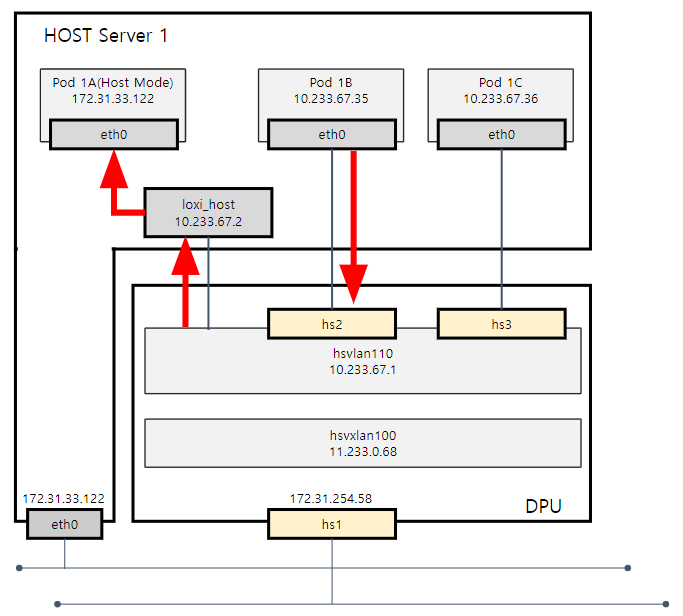 HOST Server 1
Pod 1A(Host Mode)
172.31.33.122
eth0
Pod 1B
10.233.67.35
eth0
Pod 1C
10.233.67.36
eth0
loxi_host
10.233.67.2
hs2
hs3
hsvlan110
10.233.67.1
hsvxlan100
11.233.0.68
172.31.33.122
eth0
172.31.254.58
hs1
DPU